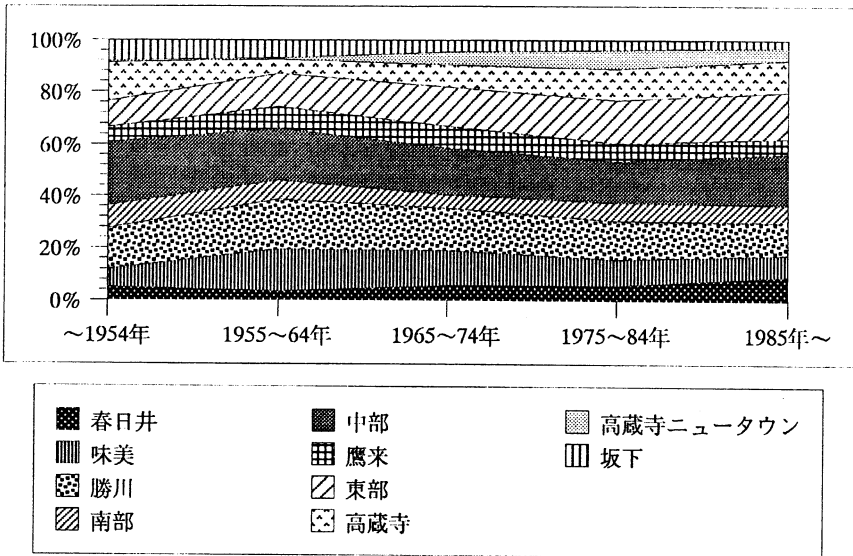 100%
80%
60%
40%
20%
0%
～1954年 1955～64年 1965～74年 1975～84年 1985年～
春日井 中部 高蔵寺ニュータウン
味美 鷹来 坂下
勝川 東部
南部 高蔵寺